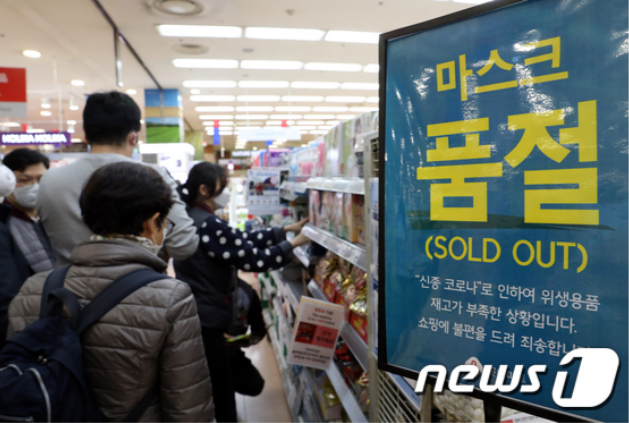 마스크
품절
(SOLD OUT)
"신종 코로나"로 인하여 위생용품
재고가 부족한 상황입니다.
쇼핑에 불편을 드려 죄송합니다
news1